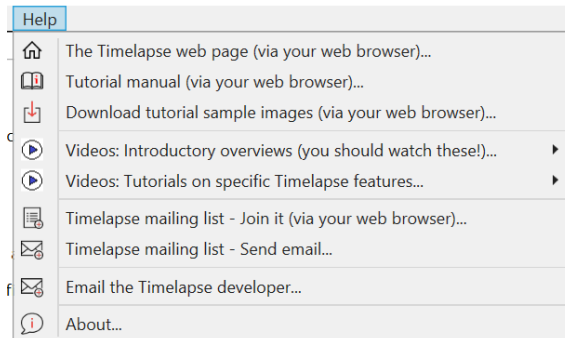 Help
The Timelapse web page (via your web browser)...
Tutorial manual (via your web browser)...
Download tutorial sample images (via your web browser)...
Videos: Introductory overviews (you should watch these!)...
Videos: Tutorials on specific Timelapse features...
Timelapse mailing list - Join it (via your web browser)...
Timelapse mailing list - Send email...
Email the Timelapse developer...
About...